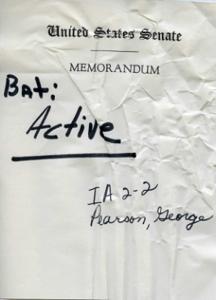 United States Senate
MEMORANDUM
Bat:
Active
IA 2-2
Pearson, George